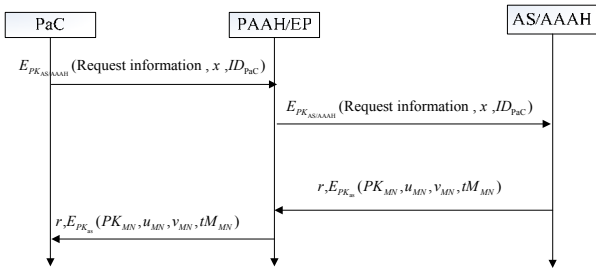 PaC PAAH/EP AS/AAAH
E_{PK_{AS/AAAH}}(Request information , x ,ID_{PaC})
E_{PK_{AS/AAAH}}(Request information , x ,ID_{PaC})
r,E_{PK_{as}}(PK_{MN},u_{MN},v_{MN},tM_{MN})
r,E_{PK_{as}}(PK_{MN},u_{MN},v_{MN},tM_{MN})